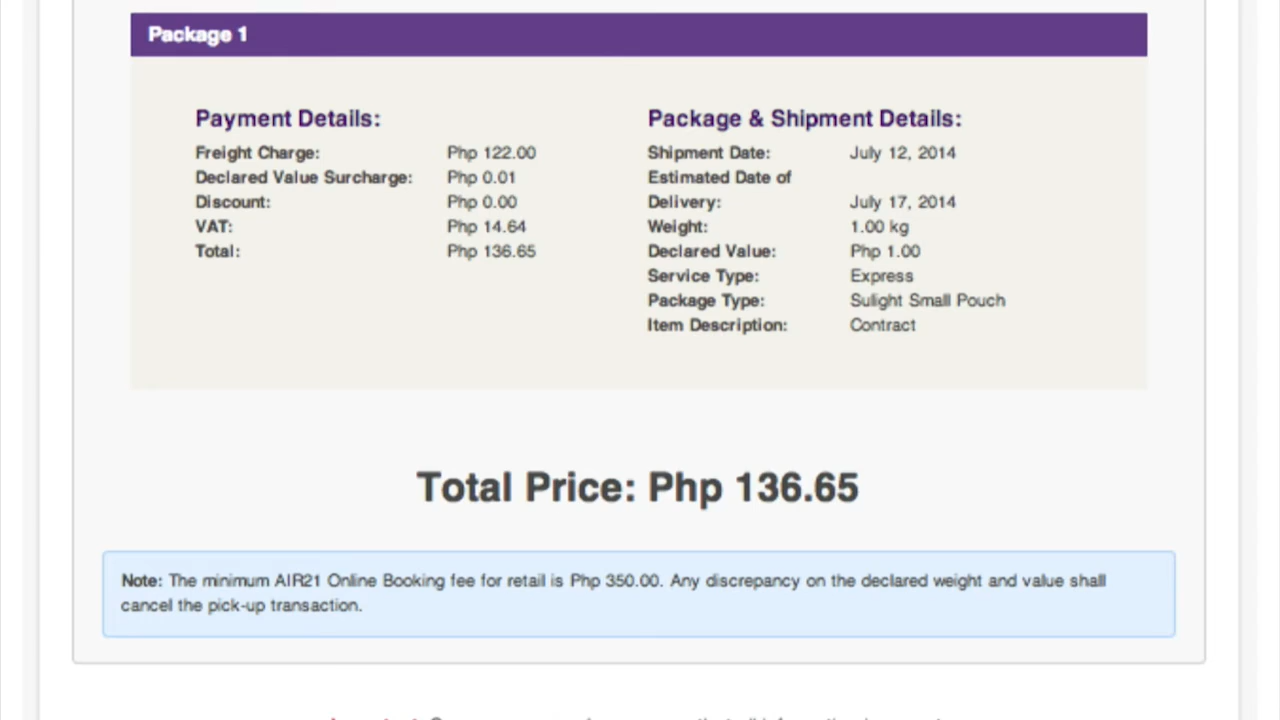 Package 1
Payment Details:
Freight Charge: Php 122.00
Declared Value Surcharge: Php 0.01
Discount: Php 0.00
VAT: Php 14.64
Total: Php 136.65
Package & Shipment Details:
Shipment Date: July 12, 2014
Estimated Date of
Delivery: July 17, 2014
Weight: 1.00 kg
Declared Value: Php 1.00
Service Type: Express
Package Type: Sulight Small Pouch
Item Description: Contract
Total Price: Php 136.65
Note: The minimum AIR21 Online Booking fee for retail is Php 350.00. Any discrepancy on the declared weight and value shall
cancel the pick-up transaction.